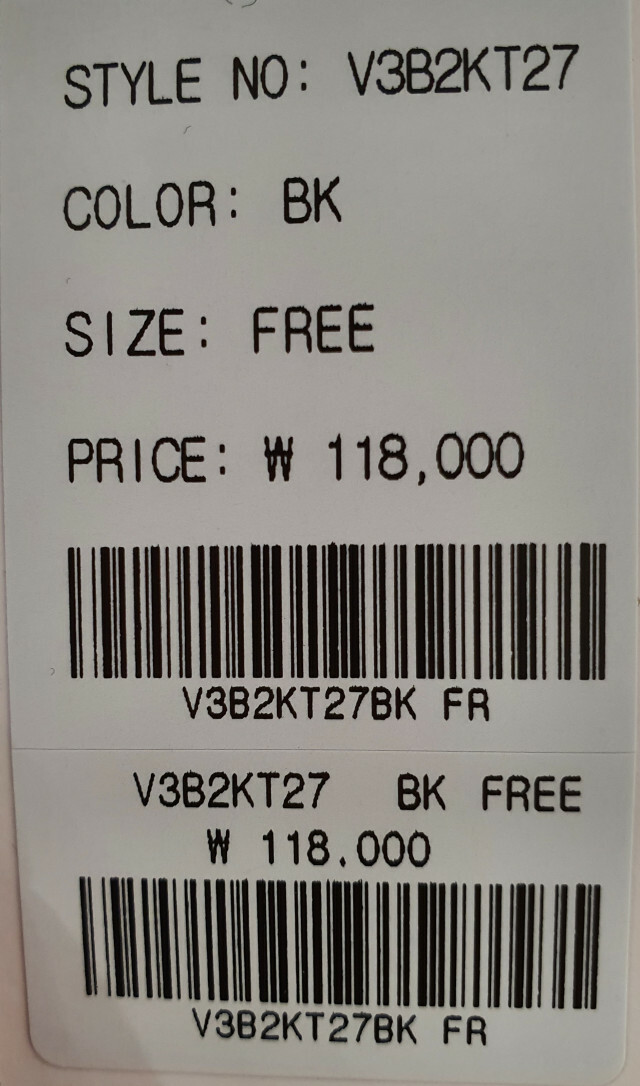 STYLE NO: V3B2KT27
COLOR: BK
SIZE: FREE
PRICE: ₩ 118,000
V3B2KT27BK FR
V3B2KT27 BK FREE
₩ 118.000
V3B2KT27BK FR